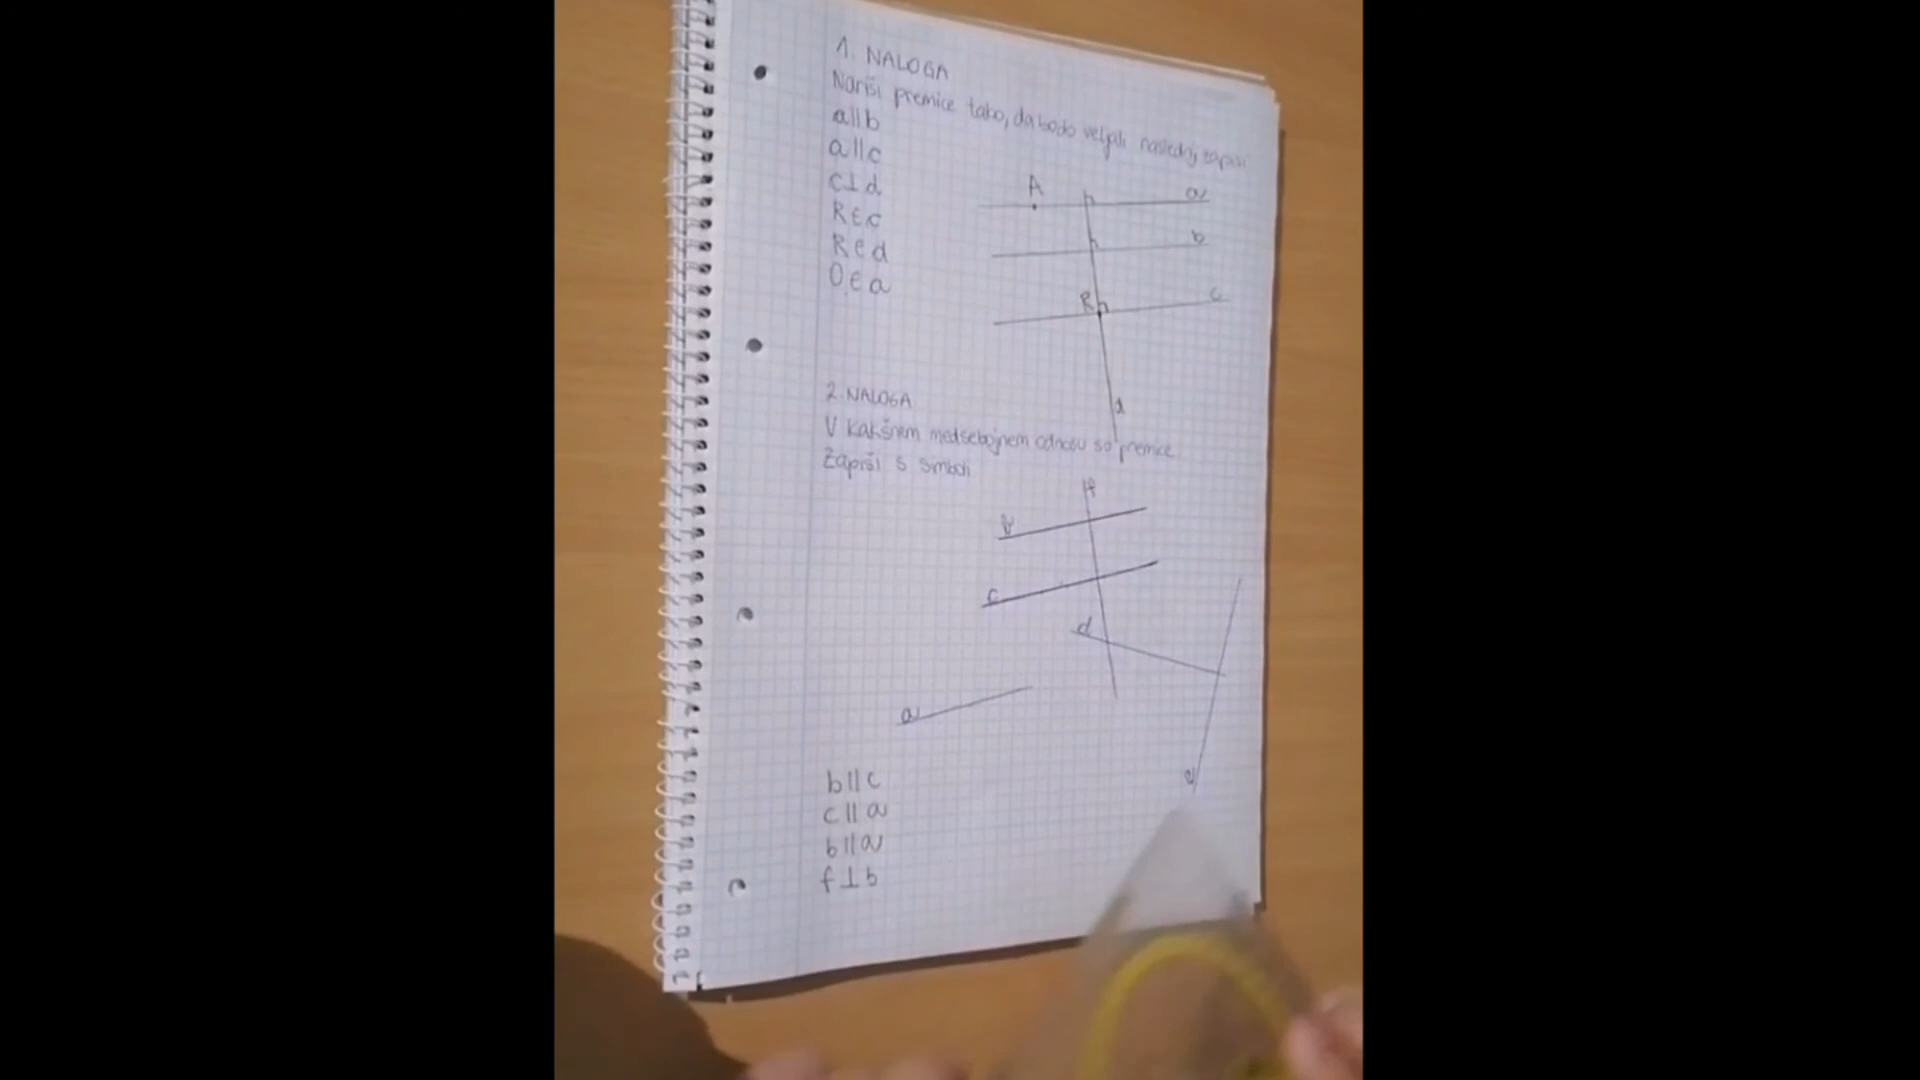 1. NALOGA
Nariši premice tako, da bodo veljali naslednji zapisi
a||b
a||c
c⊥d
R∈c
R∈d
O∈a
A
a
b
R
c
d
2. NALOGA
V kakšnem medsebojnem odnosu so premice
Zapiši s simboli
f
b
c
d
a
e
b||c
c||a
b||a
f⊥b